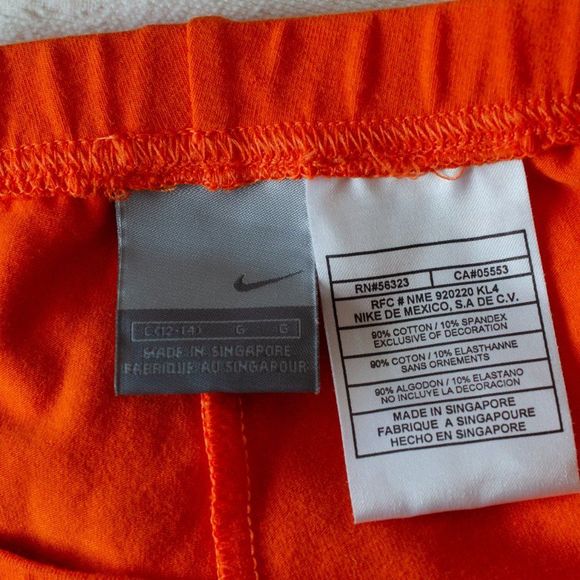 L (12-14) G G
MADE IN SINGAPORE
FABRIQUE AU SINGAPOUR
RN#56323 CA#05553
RFC # NME 920220 KL4
NIKE DE MEXICO, S.A DE C.V.
90% COTTON / 10% SPANDEX
EXCLUSIVE OF DECORATION
90% COTON / 10% ELASTHANNE
SANS ORNEMENTS
90% ALGODON / 10% ELASTANO
NO INCLUYE LA DECORACION
MADE IN SINGAPORE
FABRIQUE A SINGAPOURE
HECHO EN SINGAPORE